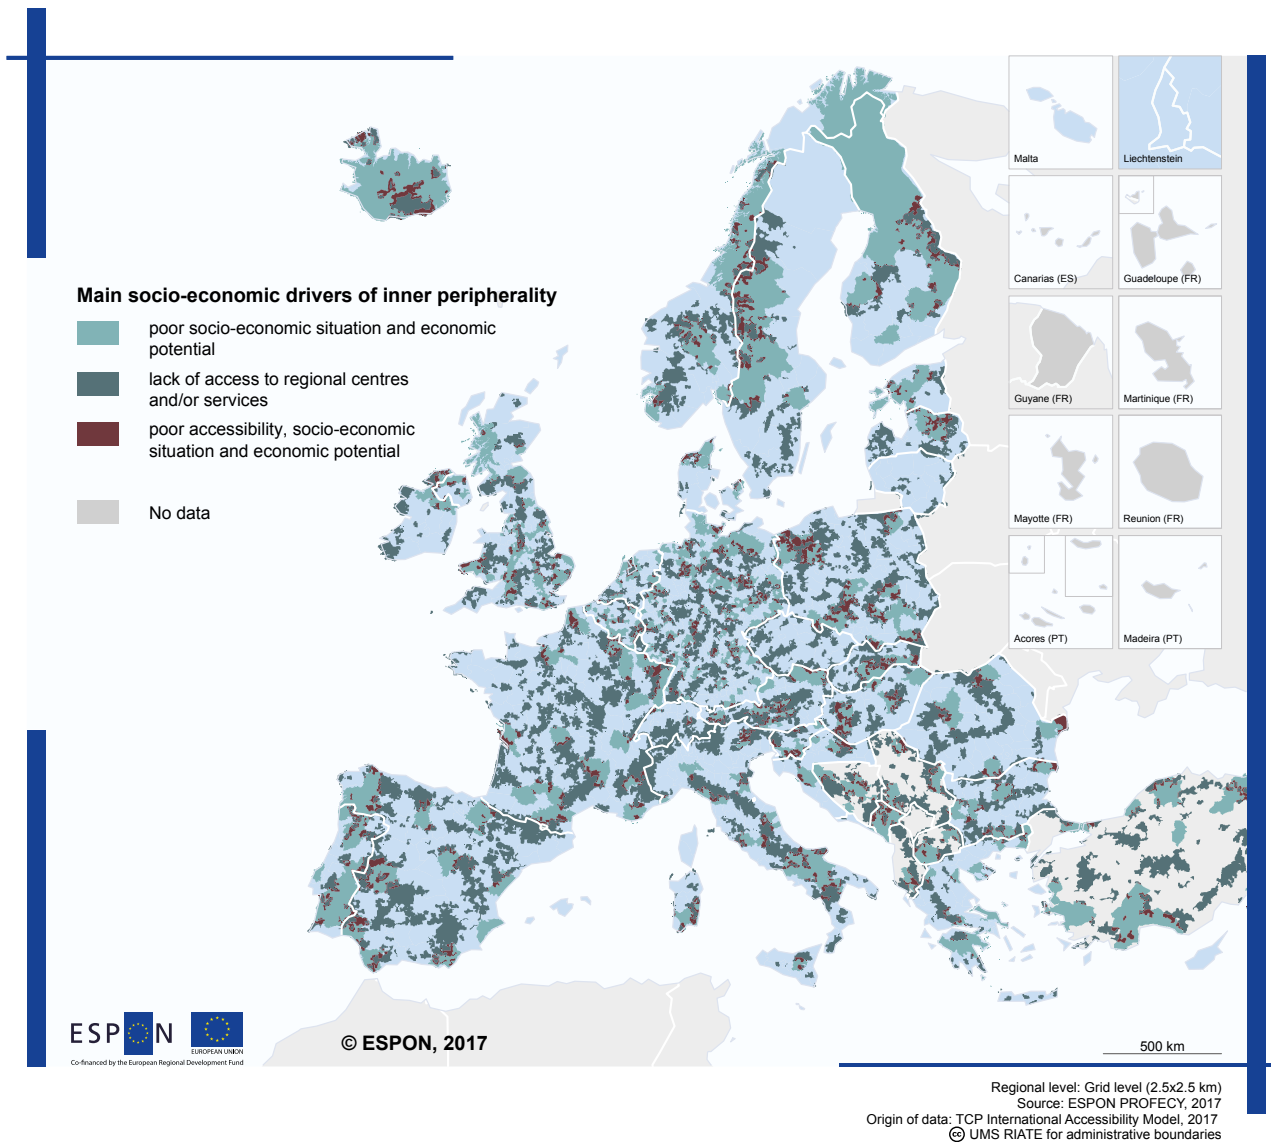 Malta
Liechtenstein
Canarias (ES)
Guadeloupe (FR)
Guyane (FR)
Martinique (FR)
Mayotte (FR)
Reunion (FR)
Acores (PT)
Madeira (PT)
Main socio-economic drivers of inner peripherality
poor socio-economic situation and economic
potential
lack of access to regional centres
and/or services
poor accessibility, socio-economic
situation and economic potential
No data
ESPON
EUROPEAN UNION
Co-financed by the European Regional Development Fund
© ESPON, 2017
500 km
Regional level: Grid level (2.5x2.5 km)
Source: ESPON PROFECY, 2017
Origin of data: TCP International Accessibility Model, 2017
cc UMS RIATE for administrative boundaries